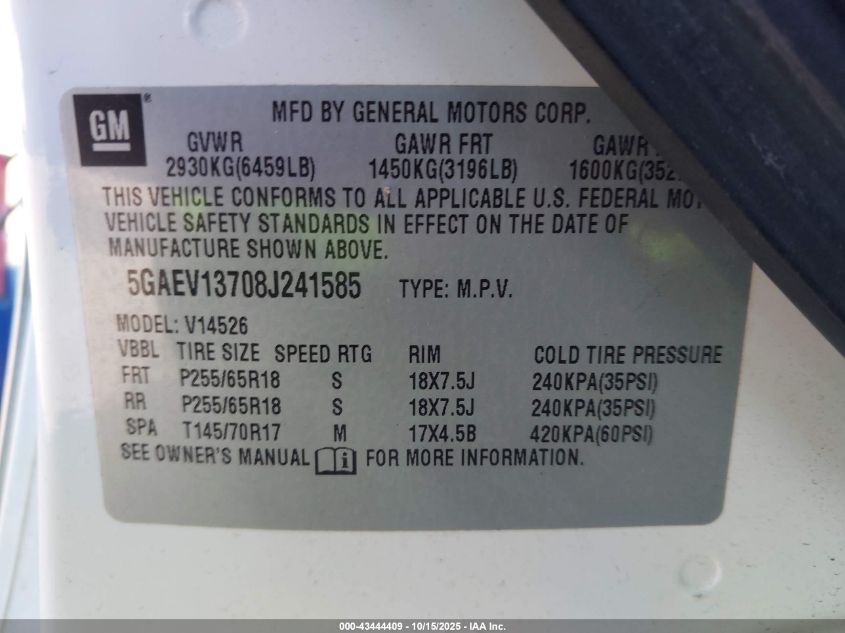 GM ®
MFD BY GENERAL MOTORS CORP.
GVWR GAWR FRT GAWR
2930KG(6459LB) 1450KG(3196LB) 1600KG(352
THIS VEHICLE CONFORMS TO ALL APPLICABLE U.S. FEDERAL MOT
VEHICLE SAFETY STANDARDS IN EFFECT ON THE DATE OF
MANUFACTURE SHOWN ABOVE.
5GAEV13708J241585 TYPE: M.P.V.
MODEL: V14526
VBBL TIRE SIZE SPEED RTG RIM COLD TIRE PRESSURE
FRT P255/65R18 S 18X7.5J 240KPA(35PSI)
RR P255/65R18 S 18X7.5J 240KPA(35PSI)
SPA T145/70R17 M 17X4.5B 420KPA(60PSI)
SEE OWNER'S MANUAL i FOR MORE INFORMATION.
000-43444409 - 10/15/2025 - IAA Inc.